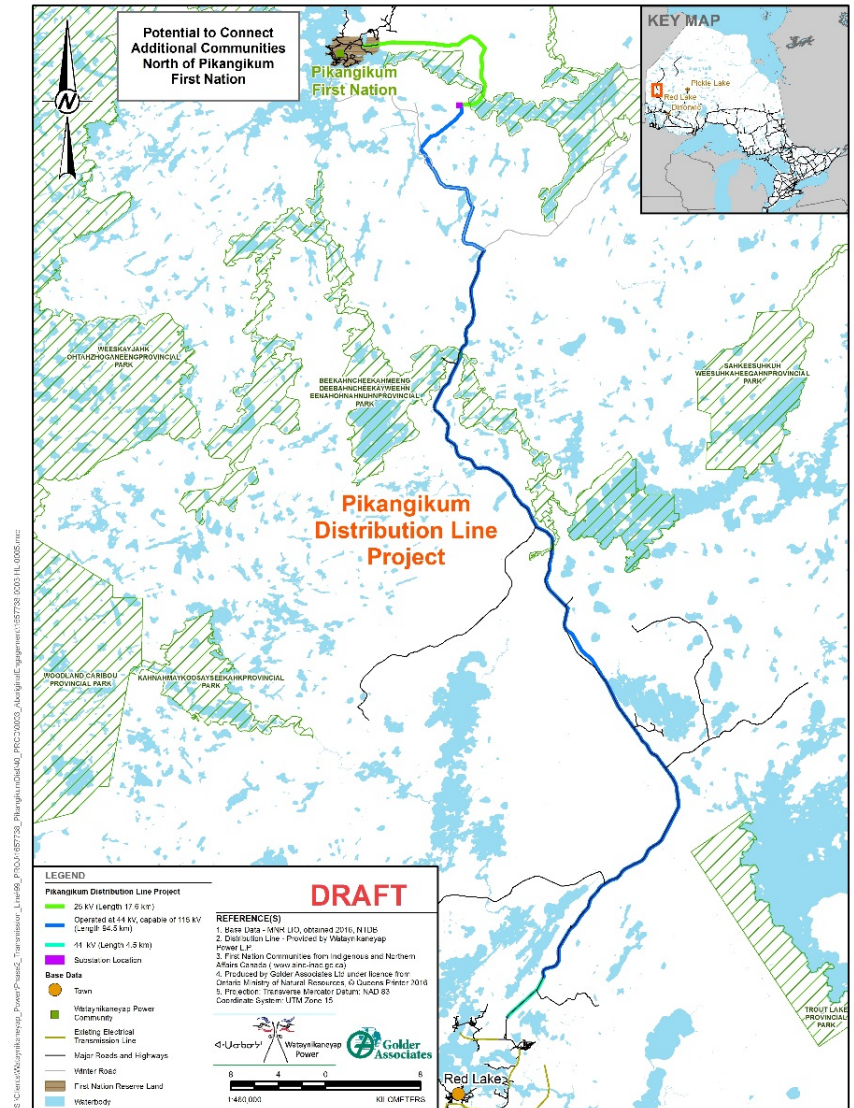 Potential to Connect
Additional Communities
North of Pikangikum
First Nation
Pikangikum
First Nation
KEY MAP
Pickle Lake
Red Lake
Dinorwic
N
WEESKAYJAHK
OHTAHZHOGANEENGPROVINCIAL
PARK
BEEKAHNCHEEKAHMEENG
DEEBAHNCHEEKAYWEEHN
EENAHOHNAHNUHNPROVINCIAL
PARK
SAHKEESUHKUH
WEESUHKAHEEGAHNPROVINCIAL
PARK
Pikangikum
Distribution Line
Project
WOODLAND CARIBOU
PROVINCIAL PARK
KAHNAHMAYKOOSAYSEEKAHKPROVINCIAL
PARK
TROUT LAKE
PROVINCIAL
PARK
Red Lake
LEGEND
Pikangikum Distribution Line Project
25 kV (Length 17.6 km)
Operated at 44 kV, capable of 115 kV
(Length 94.5 km)
44 kV (Length 4.5 km)
Substation Location
Base Data
Town
Wataynikaneyap Power
Community
Existing Electrical
Transmission Line
Major Roads and Highways
Winter Road
First Nation Reserve Land
Waterbody
DRAFT
REFERENCE(S)
1. Base Data - MNR LIO, obtained 2016, NTDB
2. Distribution Line - Provided by Wataynikaneyap
Power L.P.
3. First Nation Communities from Indigenous and Northern
Affairs Canada ( www.ainc-inac.gc.ca)
4. Produced by Golder Associates Ltd under licence from
Ontario Ministry of Natural Resources, © Queens Printer 2016
5. Projection: Transverse Mercator Datum: NAD 83
Coordinate System: UTM Zone 15
Wataynikaneyap
Power
Golder
Associates
8 4 0 8
1:460,000 KILOMETERS